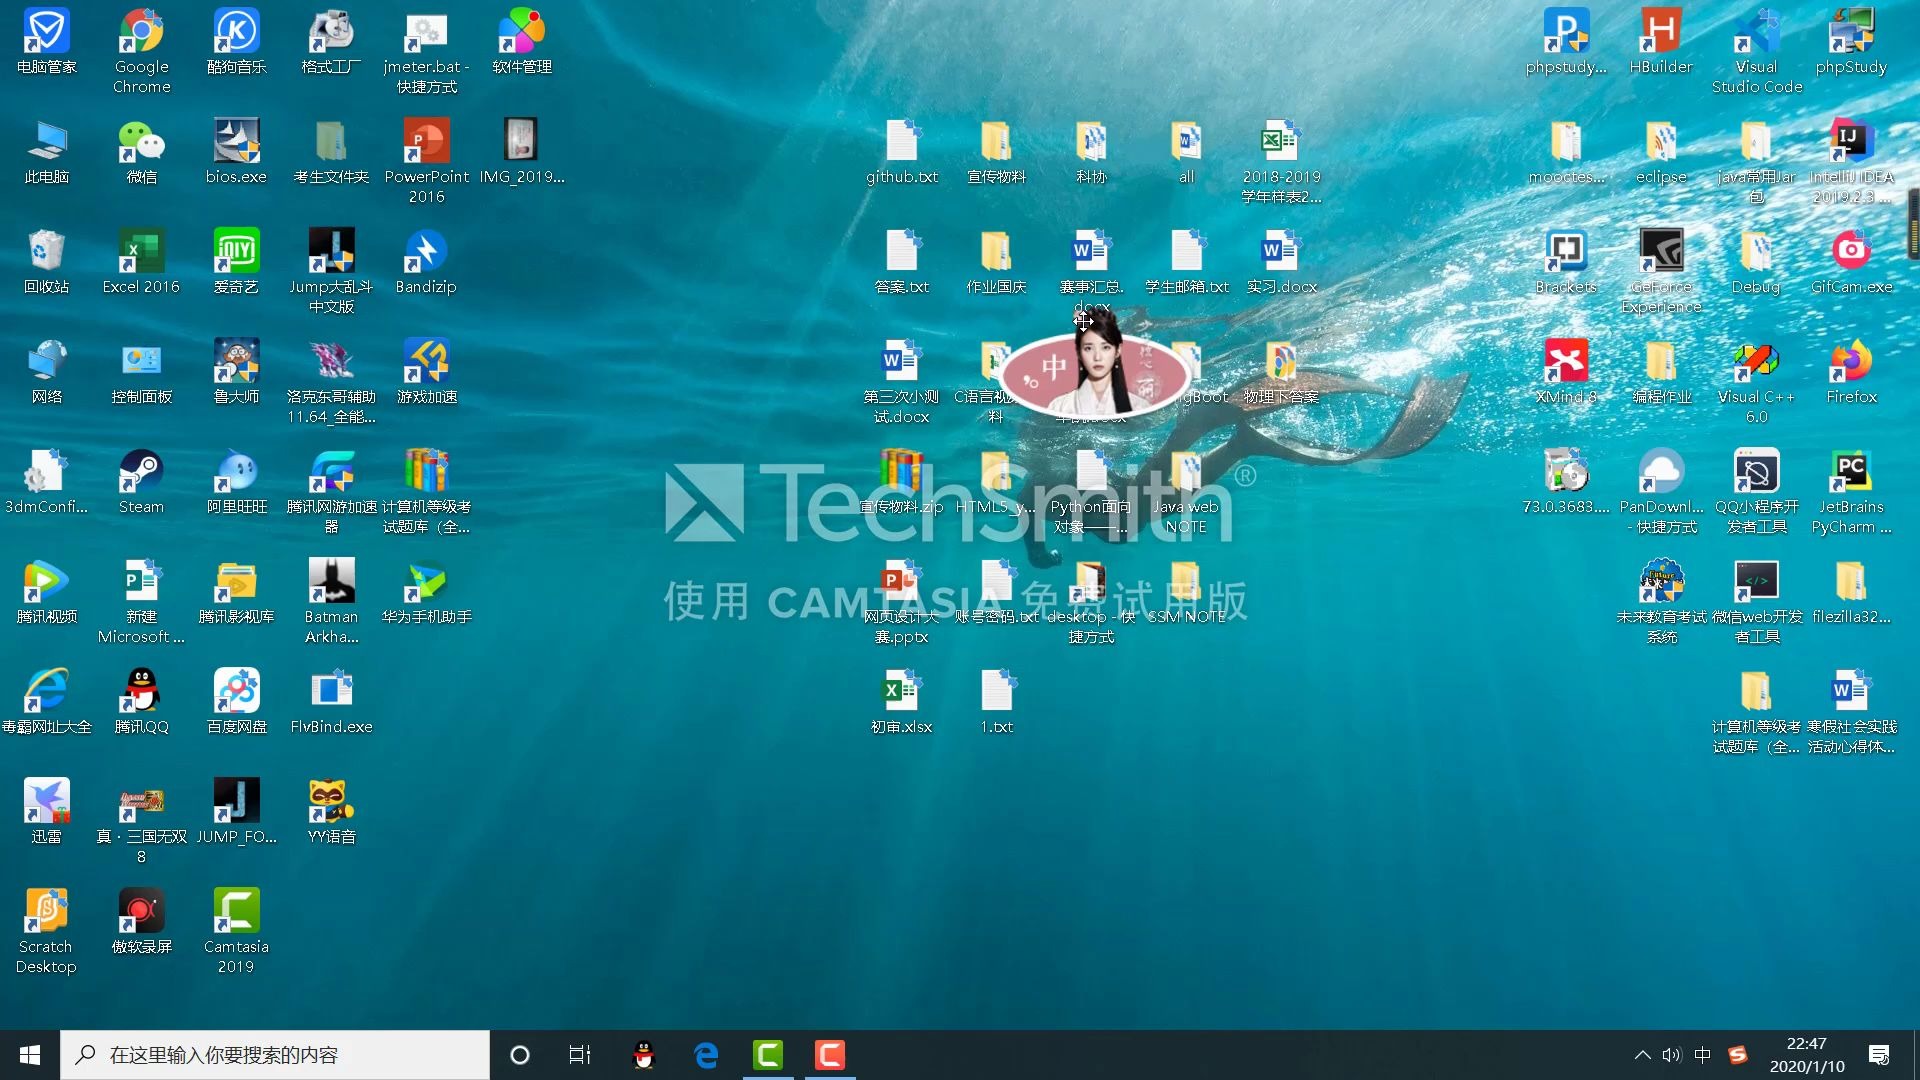 电脑管家
Google
Chrome
酷狗音乐
格式工厂
jmeter.bat -
快捷方式
软件管理
phpstudy...
HBuilder
Visual
Studio Code
phpStudy
此电脑
微信
bios.exe
考生文件夹
PowerPoint
2016
IMG_2019...
github.txt
宣传物料
科协
all
2018-2019
学年样表2...
mooctes...
eclipse
java常用Jar
包
IntelliJ IDEA
2019.2.3 ...
回收站
Excel 2016
爱奇艺
Jump大乱斗
中文版
Bandizip
答案.txt
作业国庆
赛事汇总.
docx
学生邮箱.txt
实习.docx
Brackets
GeForce
Experience
Debug
GifCam.exe
网络
控制面板
鲁大师
洛克东哥辅助
11.64_全能...
游戏加速
第三次小测
试.docx
中
物理下答案
XMind 8
编程作业
Visual C++
6.0
Firefox
3dmConfi...
Steam
阿里旺旺
腾讯网游加速
器
计算机等级考
试题库（全...
宣传物料.zip
HTML5_y...
Python面向
对象——...
Java web
NOTE
73.0.3683....
PanDownl...
- 快捷方式
QQ小程序开
发者工具
JetBrains
PyCharm ...
TechSmith®
使用 CAMTASIA 免费试用版
腾讯视频
新建
Microsoft ...
腾讯影视库
Batman
Arkha...
华为手机助手
网页设计大
赛.pptx
账号密码.txt
desktop - 快
捷方式
SSM NOTE
未来教育考试
系统
微信web开发
者工具
filezilla32...
毒霸网址大全
腾讯QQ
百度网盘
FlvBind.exe
初审.xlsx
1.txt
计算机等级考
试题库（全...
寒假社会实践
活动心得体...
迅雷
真·三国无双
8
JUMP_FO...
YY语音
Scratch
Desktop
傲软录屏
Camtasia
2019
在这里输入你要搜索的内容
中
22:47
2020/1/10